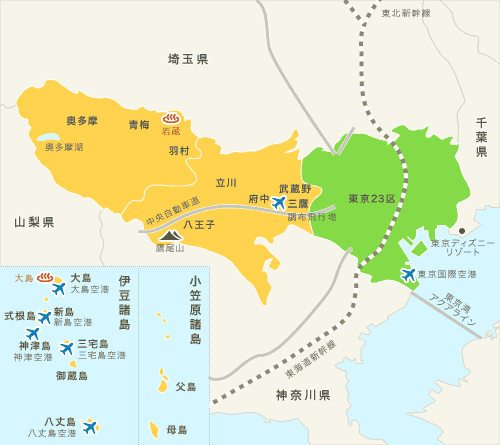 東北新幹線
埼玉県
千葉県
奥多摩
青梅
岩蔵
奥多摩湖
羽村
立川
武蔵野
府中
三鷹
東京23区
調布飛行場
中央自動車道
八王子
山梨県
高尾山
東京ディズニー
リゾート
東京国際空港
東京湾
アクアライン
大島
大島
大島空港
伊豆諸島
小笠原諸島
式根島
新島
新島空港
神津島
神津島空港
三宅島
三宅島空港
御蔵島
東海道新幹線
父島
神奈川県
八丈島
八丈島空港
母島